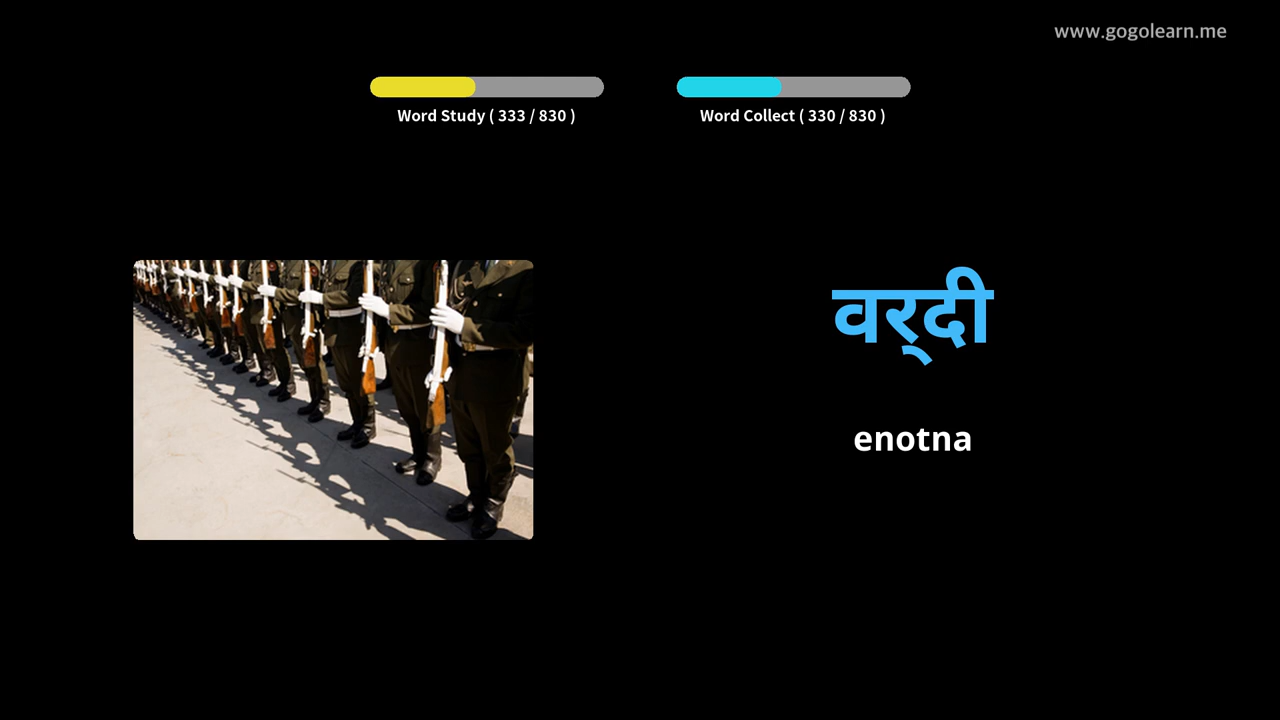 www.gogolearn.me
Word Study ( 333 / 830 )
Word Collect ( 330 / 830 )
वर्‌दी
enotna